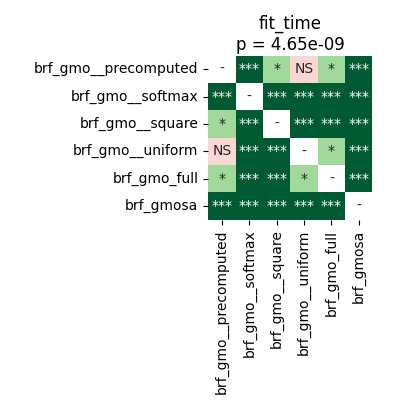 fit_time
p = 4.65e-09
brf_gmo__precomputed - *** * NS * ***
brf_gmo__softmax *** - *** *** *** ***
brf_gmo__square * *** - *** *** ***
brf_gmo__uniform NS *** *** - * ***
brf_gmo_full * *** *** * - ***
brf_gmosa *** *** *** *** *** -
brf_gmo__precomputed
brf_gmo__softmax
brf_gmo__square
brf_gmo__uniform
brf_gmo_full
brf_gmosa